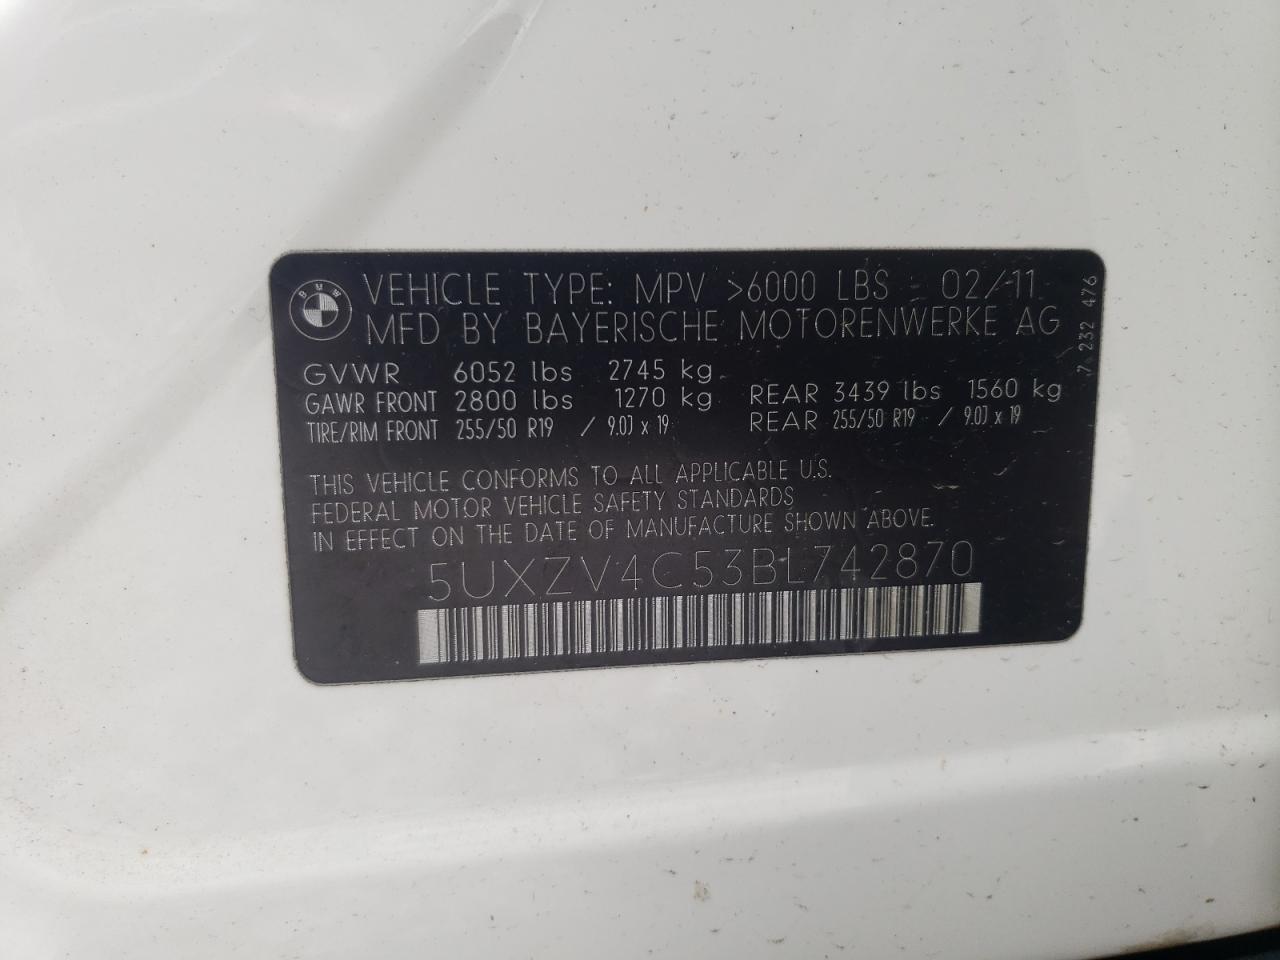 BMW
VEHICLE TYPE: MPV >6000 LBS - 02/11
MFD BY BAYERISCHE MOTORENWERKE AG
GVWR 6052 lbs 2745 kg
GAWR FRONT 2800 lbs 1270 kg REAR 3439 lbs 1560 kg
TIRE/RIM FRONT 255/50 R19 / 9.0J x 19 REAR 255/50 R19 / 9.0J x 19
THIS VEHICLE CONFORMS TO ALL APPLICABLE U.S.
FEDERAL MOTOR VEHICLE SAFETY STANDARDS
IN EFFECT ON THE DATE OF MANUFACTURE SHOWN ABOVE.
5UXZV4C53BL742870
7 232 476